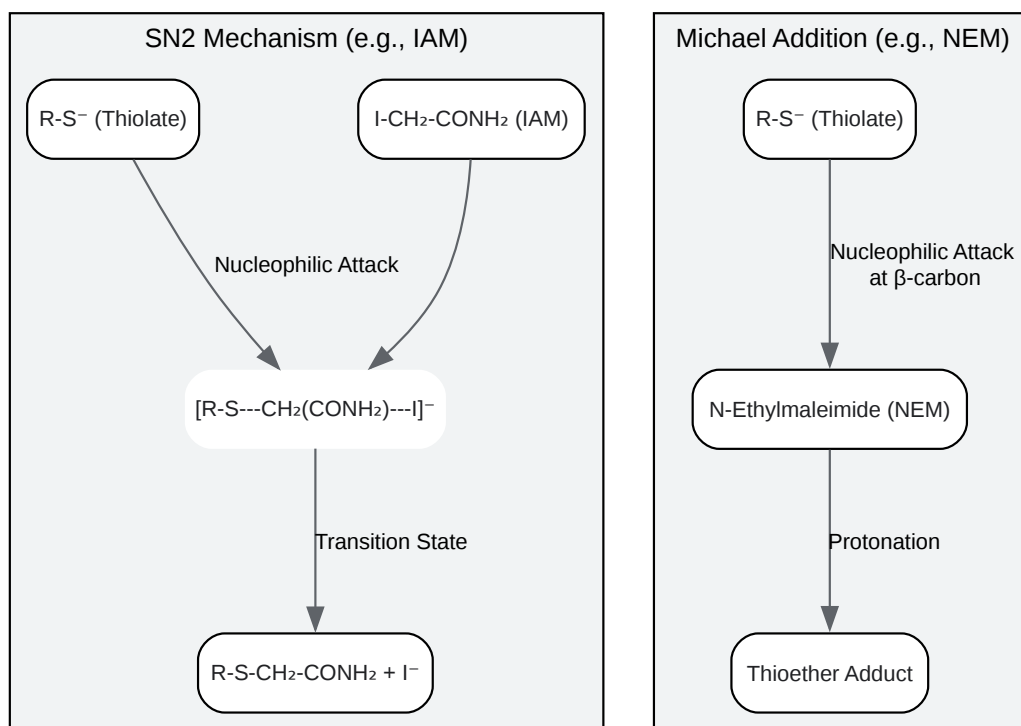 SN2 Mechanism (e.g., IAM)
R-S⁻ (Thiolate)
I-CH₂-CONH₂ (IAM)
Nucleophilic Attack
[R-S---CH₂(CONH₂)---I]⁻
Transition State
R-S-CH₂-CONH₂ + I⁻
Michael Addition (e.g., NEM)
R-S⁻ (Thiolate)
Nucleophilic Attack
at β-carbon
N-Ethylmaleimide (NEM)
Protonation
Thioether Adduct